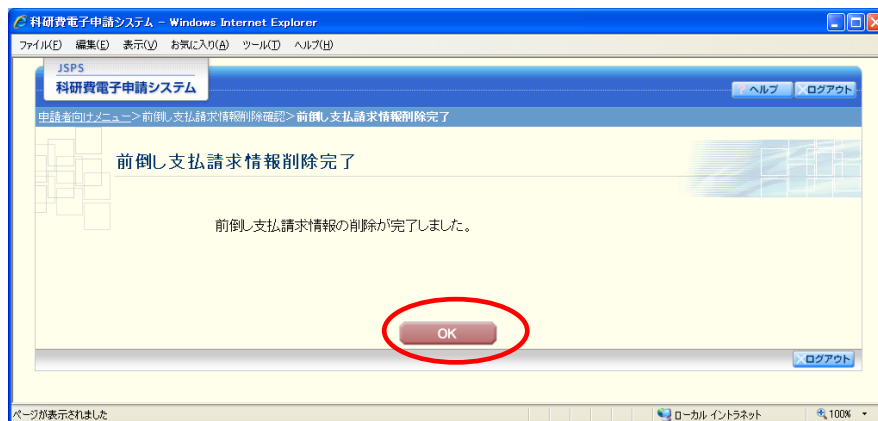 科研費電子申請システム - Windows Internet Explorer
ファイル(F) 編集(E) 表示(V) お気に入り(A) ツール(T) ヘルプ(H)
JSPS
科研費電子申請システム
? ヘルプ ×ログアウト
申請者向けメニュー>前倒し支払請求情報削除確認>前倒し支払請求情報削除完了
前倒し支払請求情報削除完了
前倒し支払請求情報の削除が完了しました。
OK
×ログアウト
ページが表示されました ローカル イントラネット 100%